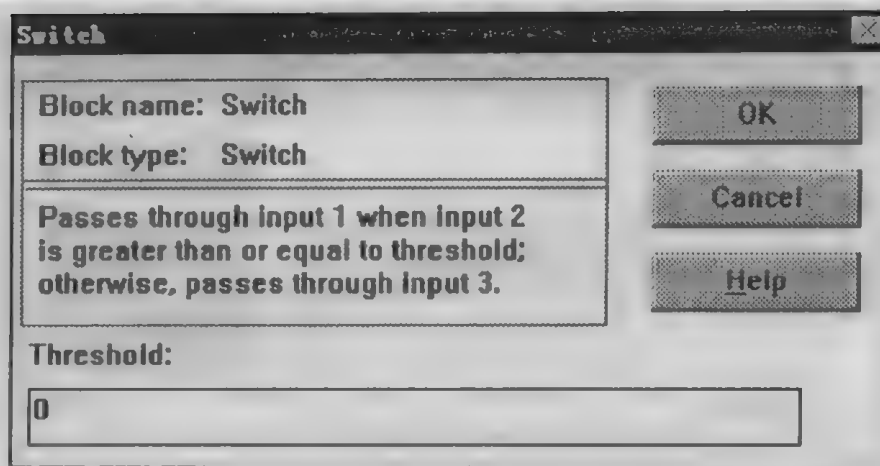 Switch
Block name: Switch
Block type: Switch
Passes through input 1 when input 2
is greater than or equal to threshold;
otherwise, passes through input 3.
OK
Cancel
Help
Threshold:
0